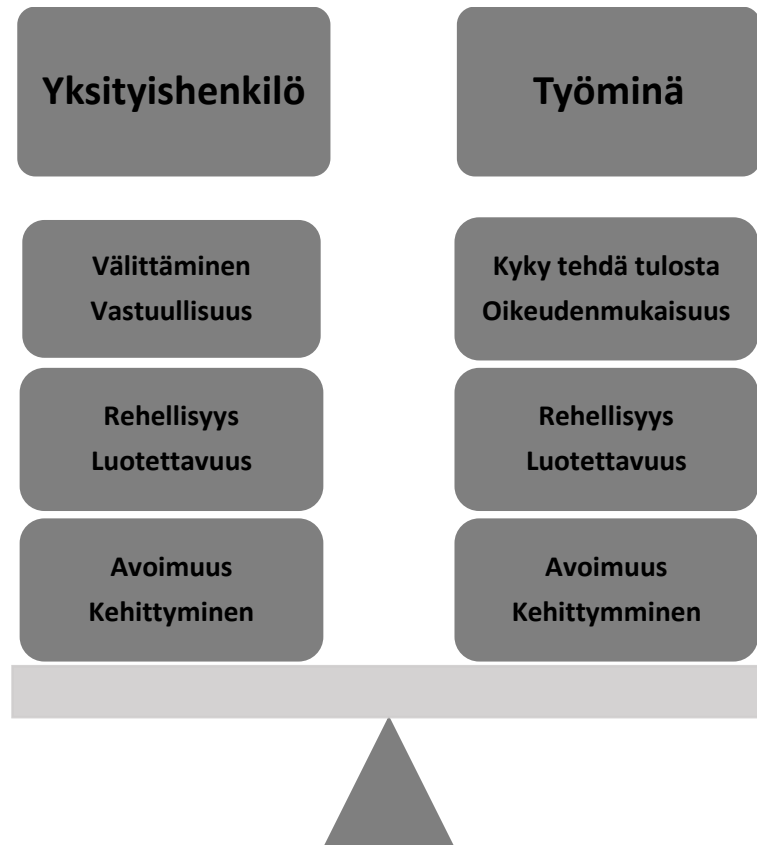 Yksityishenkilö
Työminä
Välittäminen
Vastuullisuus
Kyky tehdä tulosta
Oikeudenmukaisuus
Rehellisyys
Luotettavuus
Rehellisyys
Luotettavuus
Avoimuus
Kehittyminen
Avoimuus
Kehittymminen